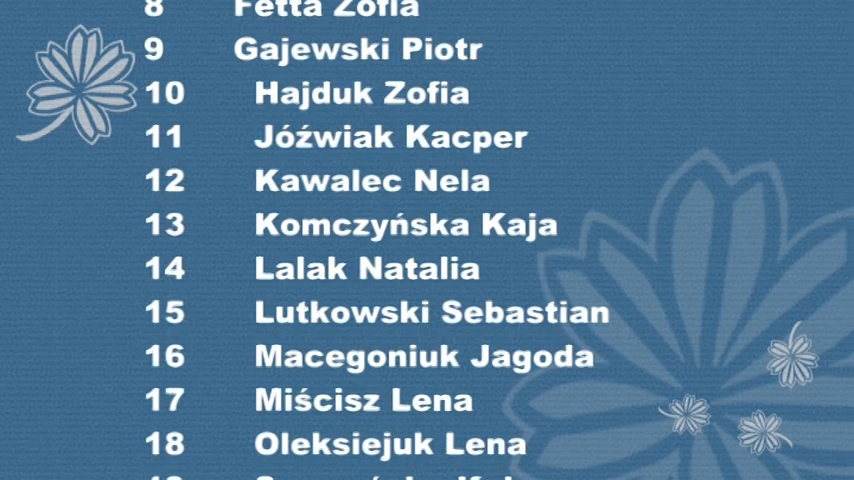 8 Fetta Zofia
9 Gajewski Piotr
10 Hajduk Zofia
11 Jóźwiak Kacper
12 Kawalec Nela
13 Komczyńska Kaja
14 Lalak Natalia
15 Lutkowski Sebastian
16 Macegoniuk Jagoda
17 Miścisz Lena
18 Oleksiejuk Lena